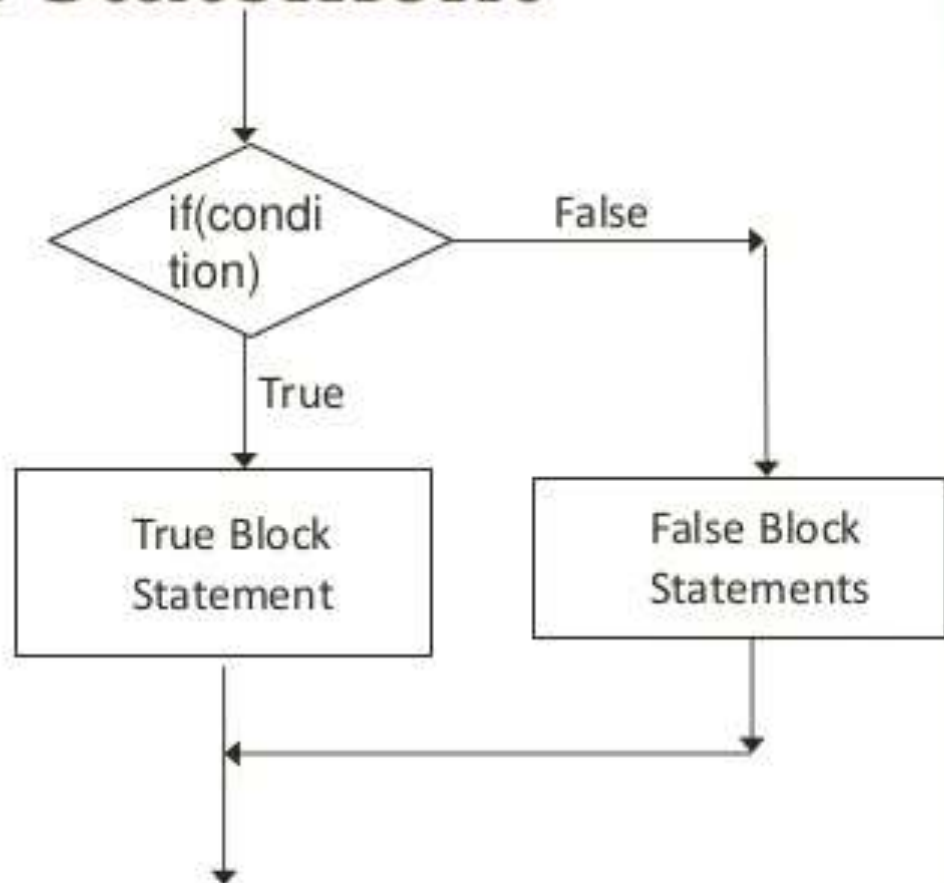 if(condi
tion)
False
True
True Block
Statement
False Block
Statements